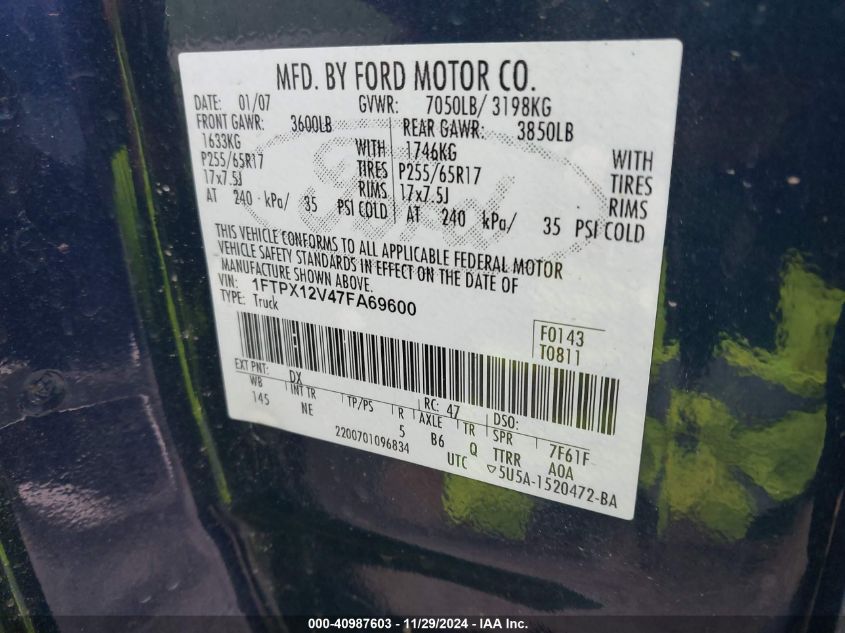 MFD. BY FORD MOTOR CO.
DATE: 01/07 GVWR: 7050LB/ 3198KG
FRONT GAWR: 3600LB REAR GAWR: 3850LB
1633KG WITH 1746KG WITH
P255/65R17 TIRES P255/65R17 TIRES
17x7.5J RIMS 17x7.5J RIMS
AT 240 kPa/ 35 PSI COLD AT 240 kPa/ 35 PSI COLD
Ford
THIS VEHICLE CONFORMS TO ALL APPLICABLE FEDERAL MOTOR
VEHICLE SAFETY STANDARDS IN EFFECT ON THE DATE OF
MANUFACTURE SHOWN ABOVE.
VIN: 1FTPX12V47FA69600
TYPE: Truck
F0143
T0811
EXT PNT: DX RC: 47 DSO:
WB INT TR TP/PS R AXLE TR SPR 7F61F
145 NE 5 B6 Q TTRR A0A
2200701096834 UTC ▽5U5A-1520472-BA
000-40987603 - 11/29/2024 - IAA Inc.